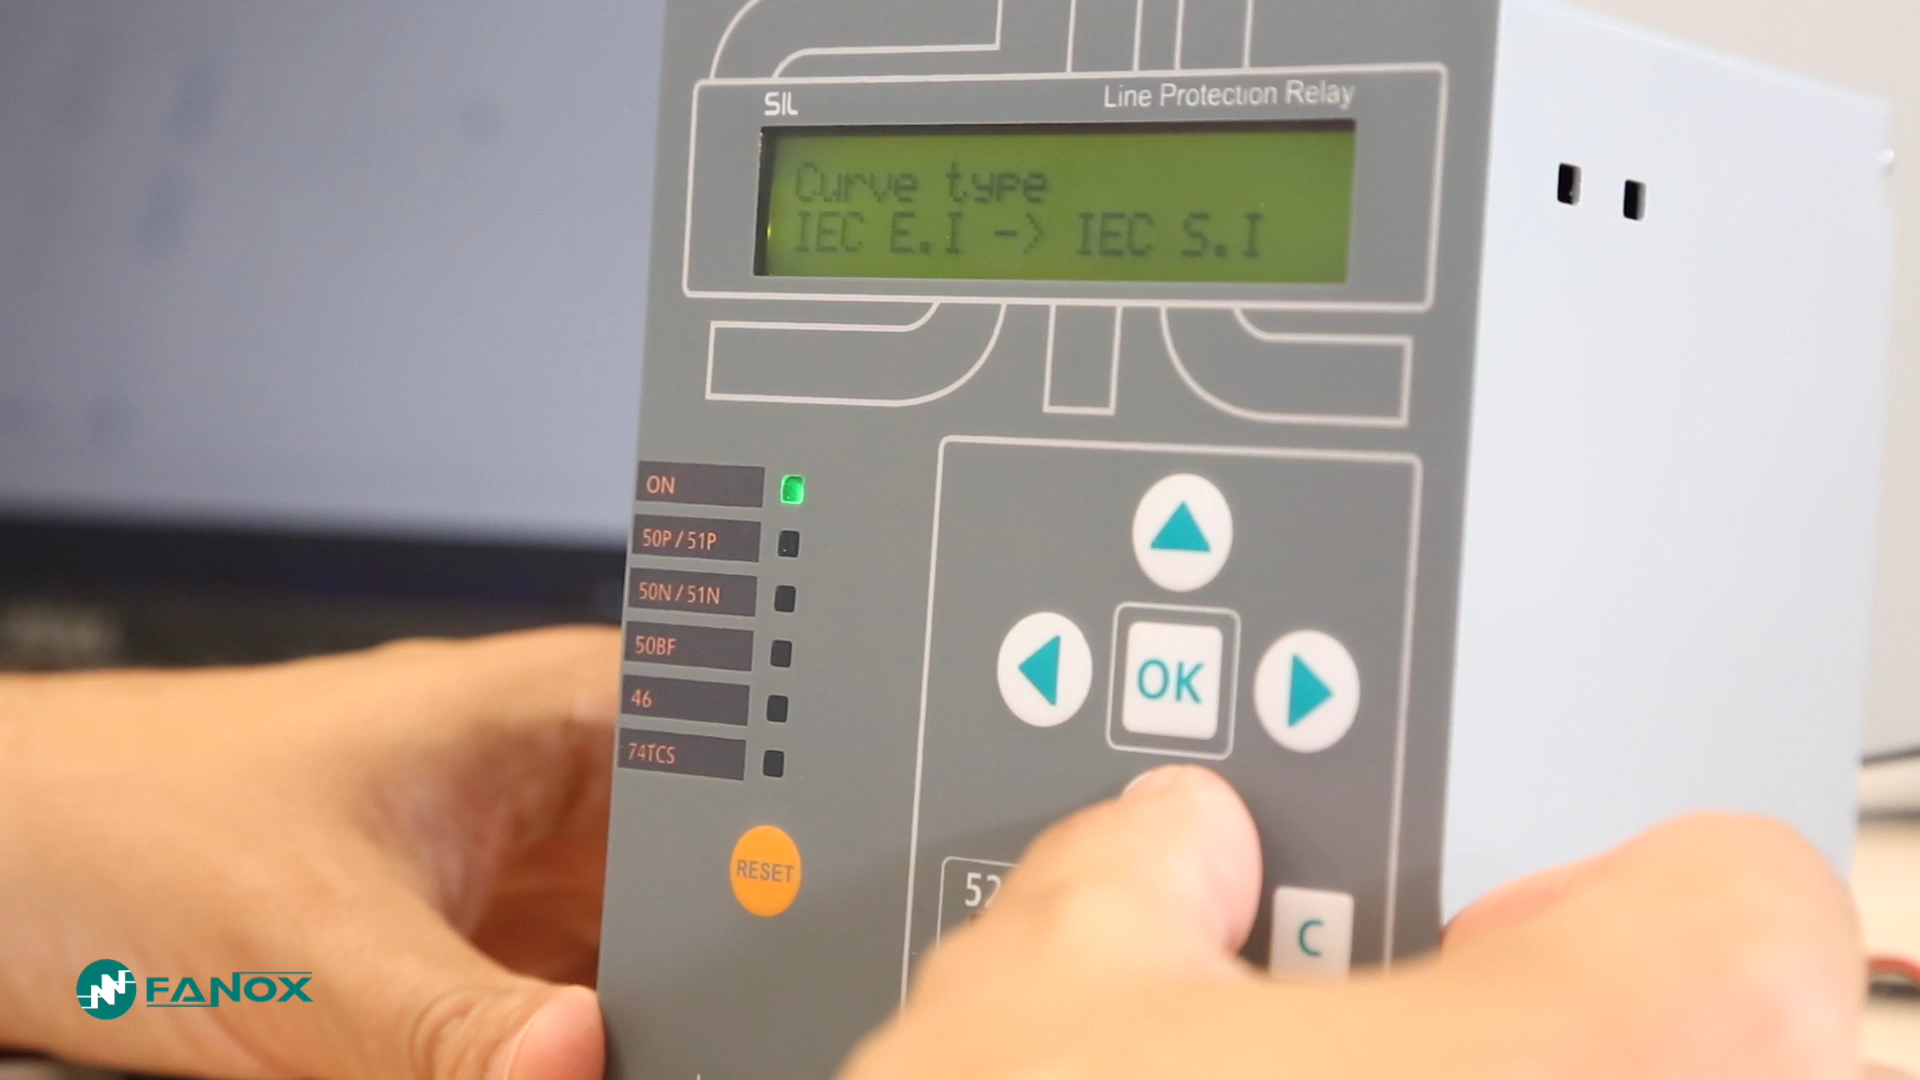 SIL
Line Protection Relay
Curve type
IEC E.I -> IEC S.I
ON
50P / 51P
50N / 51N
50BF
46
74TCS
OK
RESET
52
C
FANOX